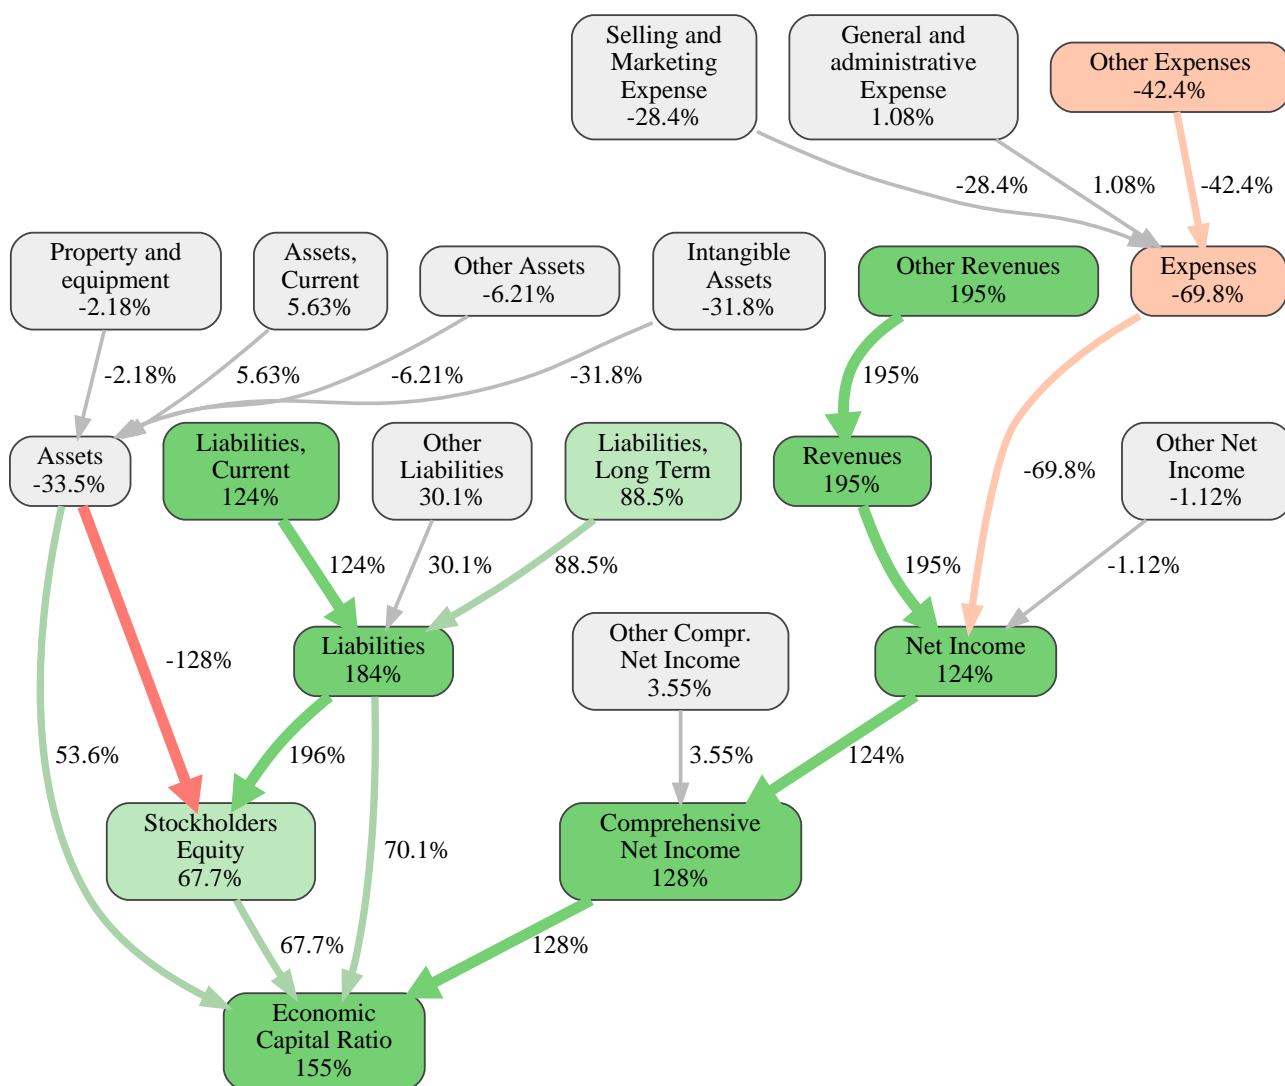 Selling and
Marketing
Expense
-28.4%
General and
administrative
Expense
1.08%
Other Expenses
-42.4%
-28.4%
1.08%
-42.4%
Property and
equipment
-2.18%
Assets,
Current
5.63%
Other Assets
-6.21%
Intangible
Assets
-31.8%
Other Revenues
195%
Expenses
-69.8%
-2.18%
5.63%
-6.21%
-31.8%
195%
Assets
-33.5%
Liabilities,
Current
124%
Other
Liabilities
30.1%
Liabilities,
Long Term
88.5%
Revenues
195%
-69.8%
Other Net
Income
-1.12%
124%
30.1%
88.5%
195%
-1.12%
-128%
Liabilities
184%
Other Compr.
Net Income
3.55%
Net Income
124%
53.6%
196%
3.55%
124%
Stockholders
Equity
67.7%
70.1%
Comprehensive
Net Income
128%
67.7%
128%
Economic
Capital Ratio
155%